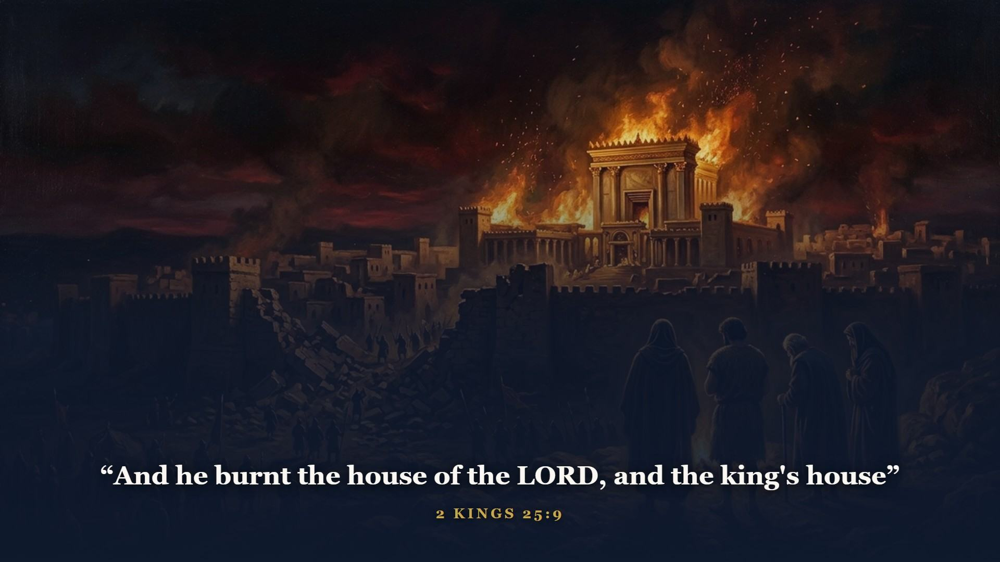 “And he burnt the house of the LORD, and the king's house”
2 KINGS 25:9